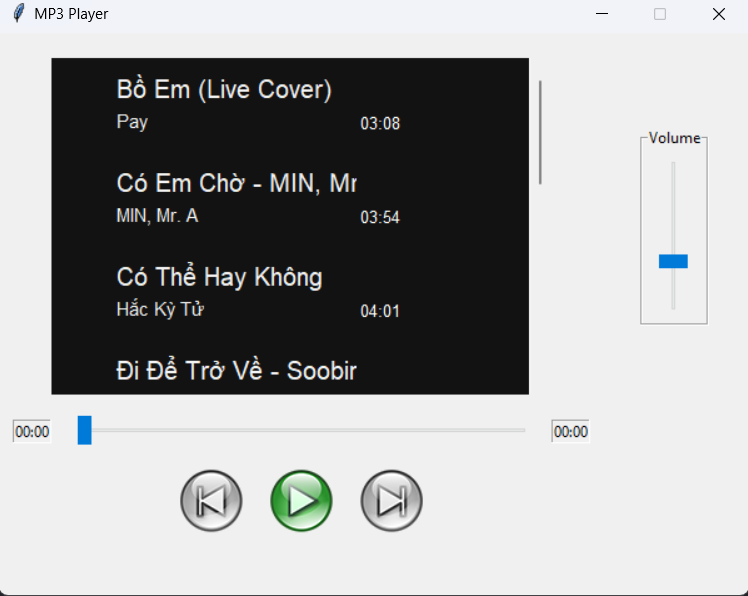 MP3 Player
Bồ Em (Live Cover)
Pay
03:08
Volume
Có Em Chờ - MIN, Mr
MIN, Mr. A
03:54
Có Thể Hay Không
Hắc Kỳ Tử
04:01
Đi Để Trở Về - Soobin
00:00
00:00